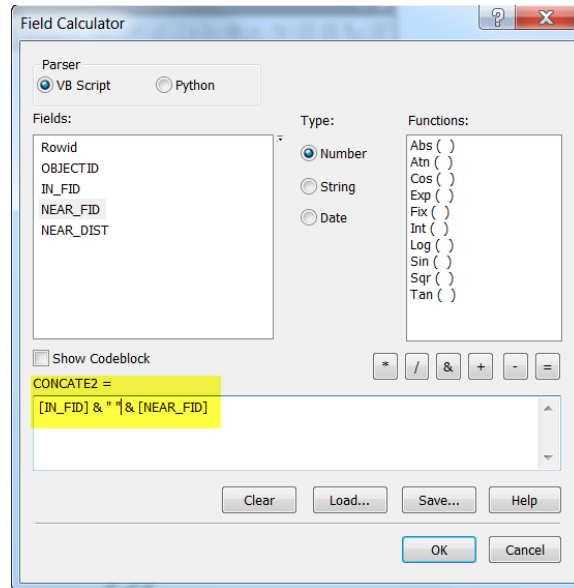 Field Calculator
Parser
VB Script Python
Fields:
Rowid
OBJECTID
IN_FID
NEAR_FID
NEAR_DIST
Type:
Number
String
Date
Functions:
Abs ( )
Atn ( )
Cos ( )
Exp ( )
Fix ( )
Int ( )
Log ( )
Sin ( )
Sqr ( )
Tan ( )
Show Codeblock
* / & + - =
CONCATE2 =
[IN_FID] & " " & [NEAR_FID]
Clear Load... Save... Help
OK Cancel